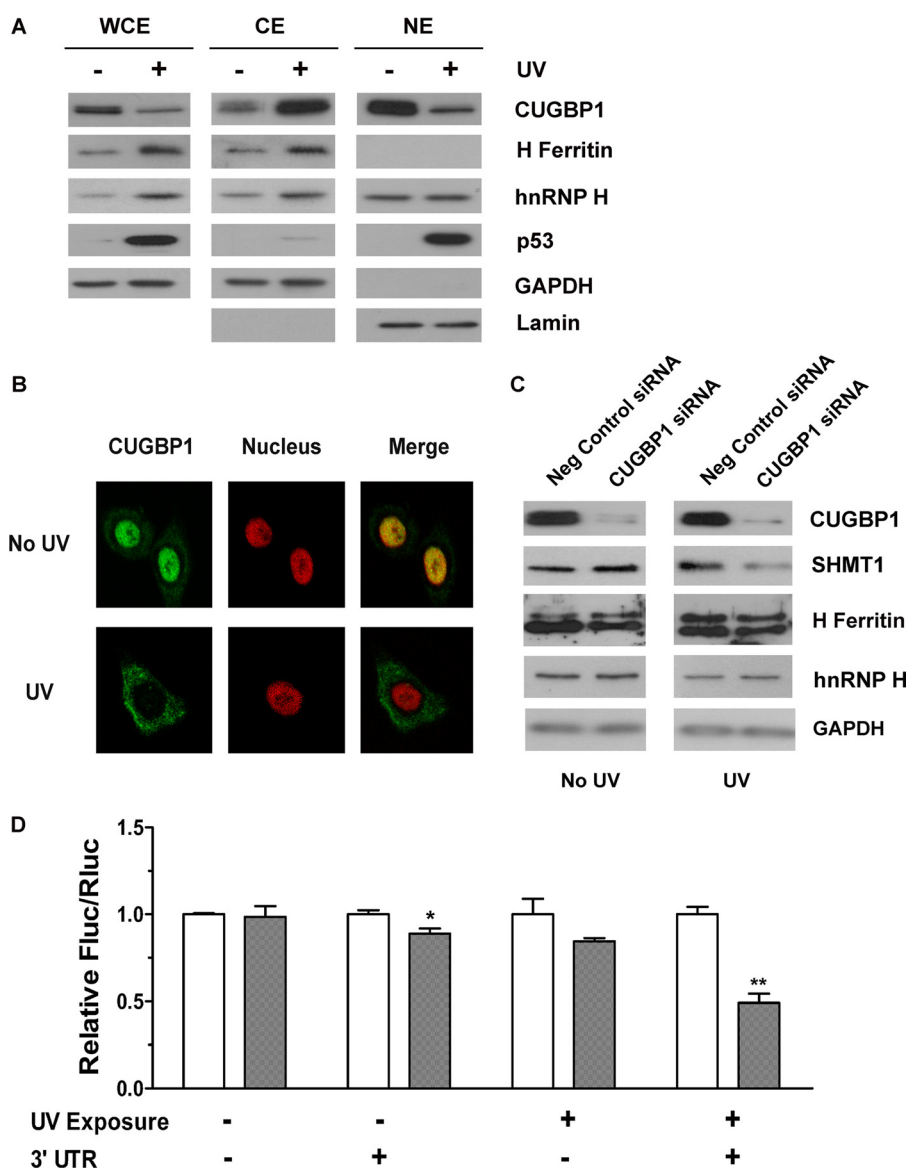 A
WCE CE NE
- + - + - + UV
CUGBP1
H Ferritin
hnRNP H
p53
GAPDH
Lamin
B
CUGBP1 Nucleus Merge
No UV
UV
C
Neg Control siRNA CUGBP1 siRNA Neg Control siRNA CUGBP1 siRNA
CUGBP1
SHMT1
H Ferritin
hnRNP H
GAPDH
No UV UV
D
Relative Fluc/Rluc
1.5
1.0
0.5
0.0
*
**
UV Exposure - - + +
3' UTR - + - +